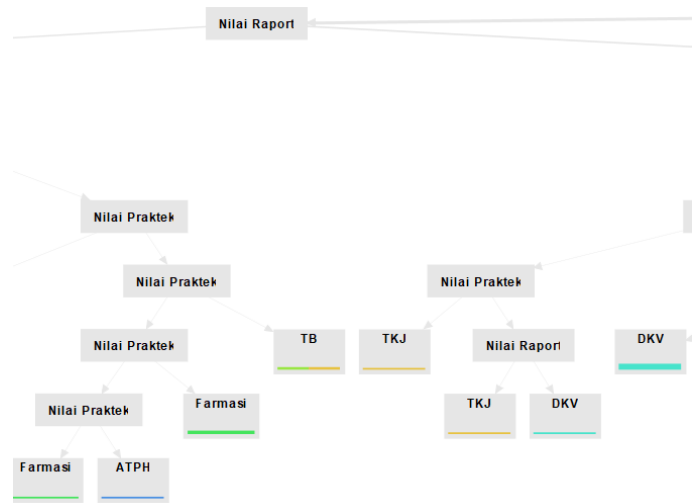 Nilai Raport
Nilai Praktek
Nilai Praktek
Nilai Praktek
Nilai Praktek
TB
TKJ
Nilai Raport
DKV
Nilai Praktek
Farmasi
TKJ
DKV
Farmasi
ATPH